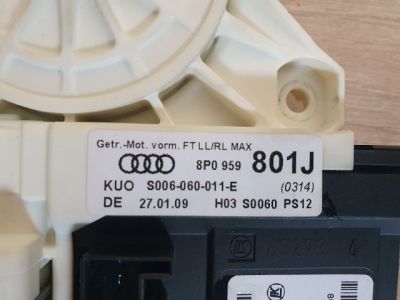 Getr.-Mot. vorm. FT LL/RL MAX
8P0 959 801J
KUO S006-060-011-E (0314)
DE 27.01.09 H03 S0060 PS12